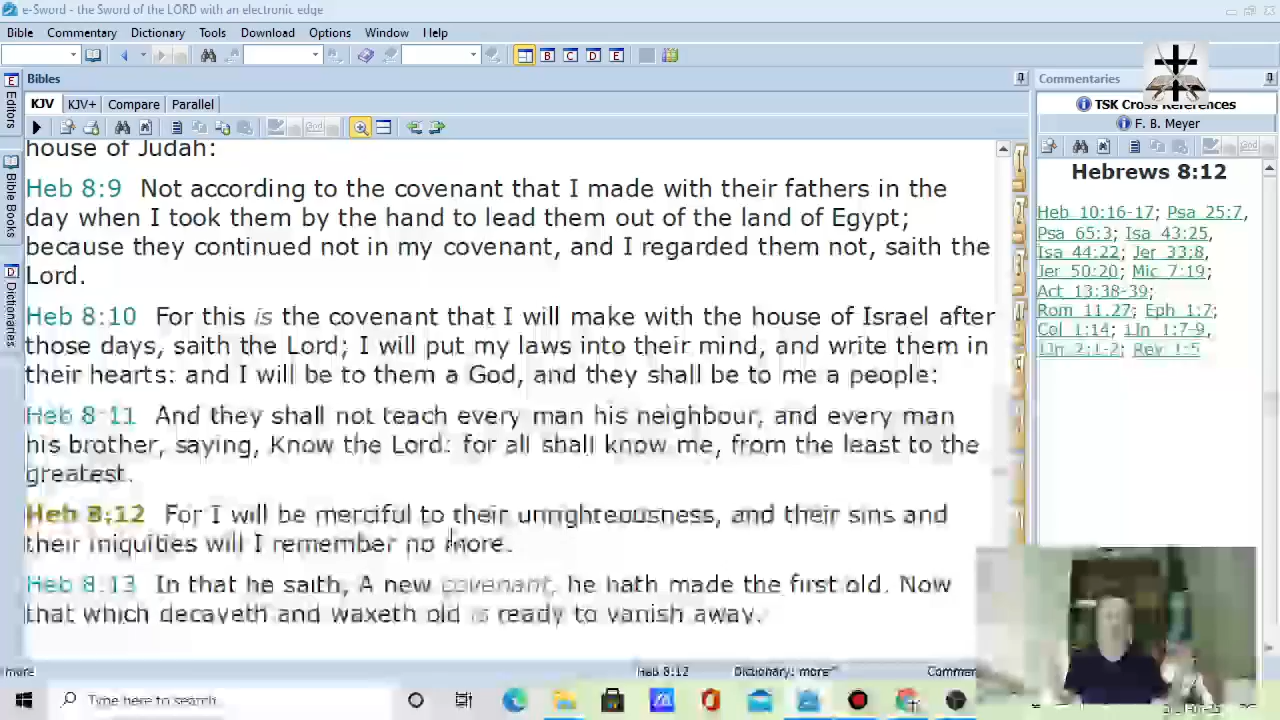 e-Sword - the Sword of the LORD with an electronic edge
Bible Commentary Dictionary Tools Download Options Window Help
B C D E
Bibles
Commentaries
KJV KJV+ Compare Parallel
TSK Cross References
F. B. Meyer
E Editors
Bible Books
D Dictionaries
house of Judah:
Heb 8:9 Not according to the covenant that I made with their fathers in the
day when I took them by the hand to lead them out of the land of Egypt;
because they continued not in my covenant, and I regarded them not, saith the
Lord.
Heb 8:10 For this is the covenant that I will make with the house of Israel after
those days, saith the Lord; I will put my laws into their mind, and write them in
their hearts: and I will be to them a God, and they shall be to me a people:
Heb 8:11 And they shall not teach every man his neighbour, and every man
his brother, saying, Know the Lord: for all shall know me, from the least to the
greatest.
Heb 8:12 For I will be merciful to their unrighteousness, and their sins and
their iniquities will I remember no more.
Heb 8:13 In that he saith, A new covenant, he hath made the first old. Now
that which decayeth and waxeth old is ready to vanish away.
Hebrews 8:12
Heb 10:16-17; Psa 25:7,
Psa 65:3; Isa 43:25,
Isa 44:22; Jer 33:8,
Jer 50:20; Mic 7:19;
Act 13:38-39;
Rom 11:27; Eph 1:7;
Col 1:14; 1Jn 1:7-9,
1Jn 2:1-2; Rev 1:5
more
Heb 8:12
Dictionary: more*
Commen
Type here to search